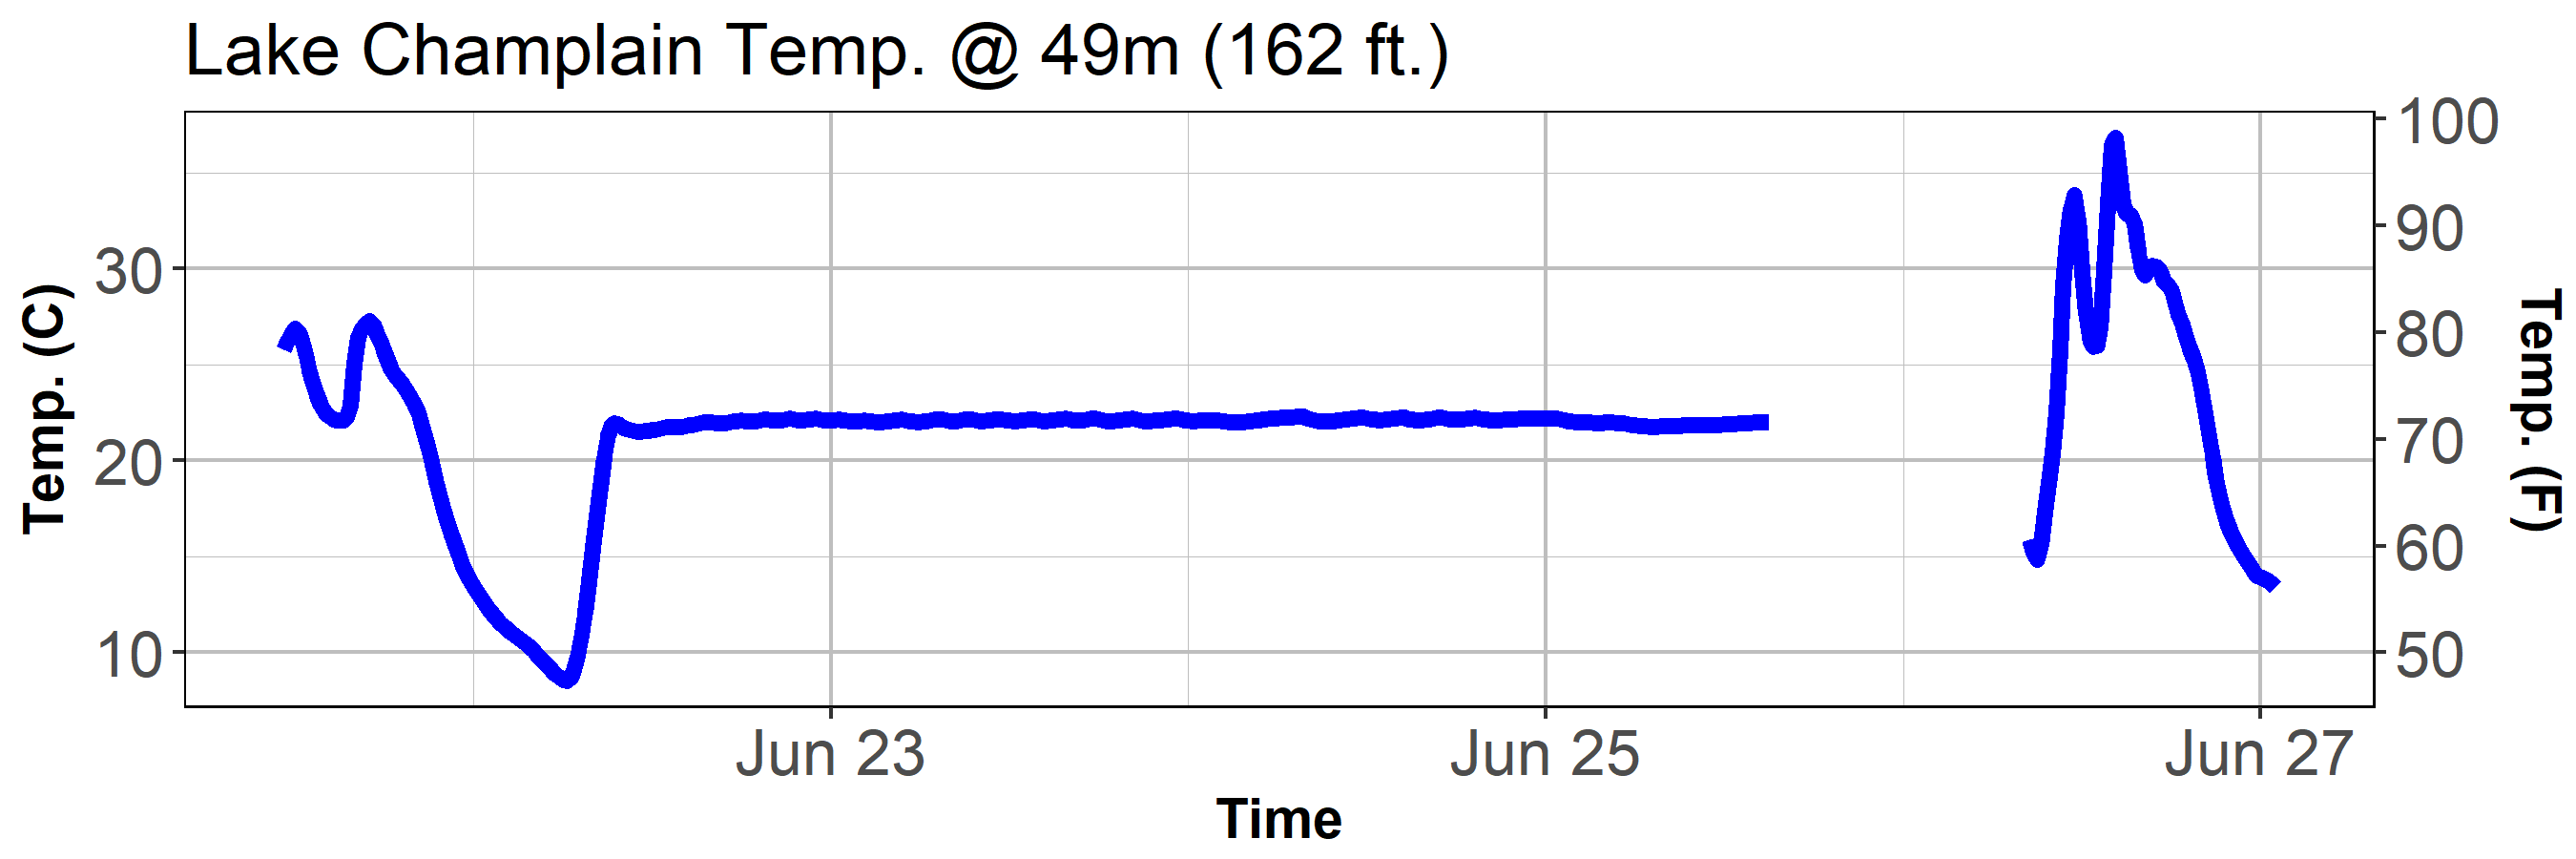 Lake Champlain Temp. @ 49m (162 ft.)
Temp. (C)
30
20
10
100
90
80
70
60
50
Temp. (F)
Jun 23
Jun 25
Jun 27
Time